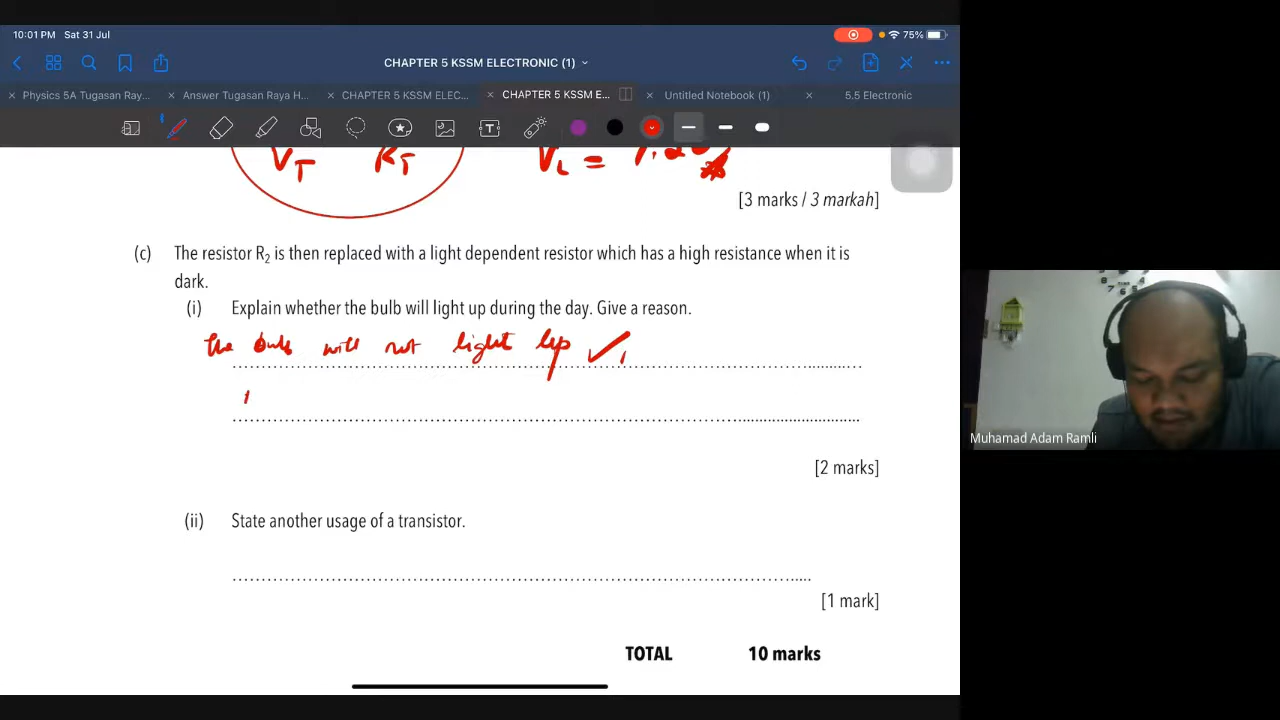 10:01 PM Sat 31 Jul
75%
CHAPTER 5 KSSM ELECTRONIC (1)
Physics 5A Tugasan Ray... Answer Tugasan Raya H... CHAPTER 5 KSSM ELEC... CHAPTER 5 KSSM E... Untitled Notebook (1) 5.5 Electronic
VT RT VL =
[3 marks / 3 markah]
(c) The resistor R2 is then replaced with a light dependent resistor which has a high resistance when it is
dark.
(i) Explain whether the bulb will light up during the day. Give a reason.
the bulb will not light up ✓1
[2 marks]
(ii) State another usage of a transistor.
[1 mark]
TOTAL 10 marks
Muhamad Adam Ramli